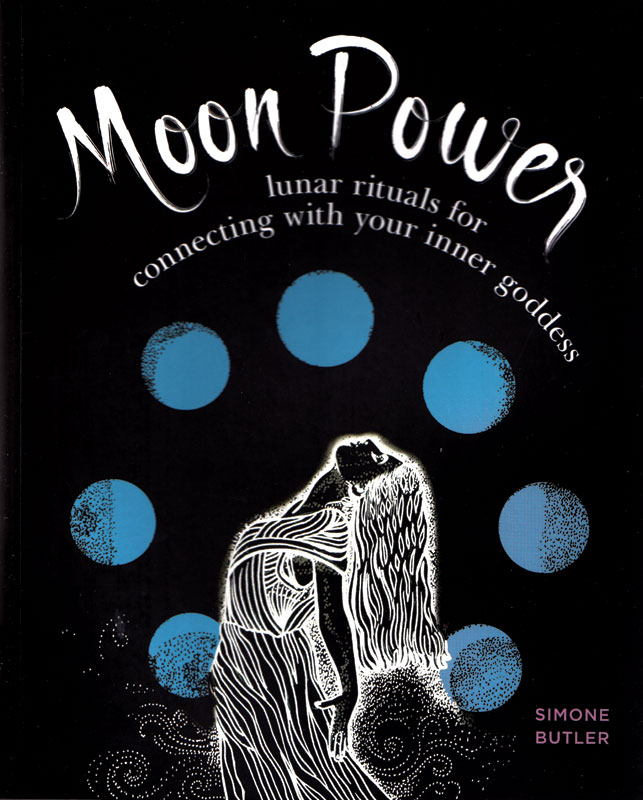 Moon Power
lunar rituals for
connecting with your inner goddess
SIMONE
BUTLER